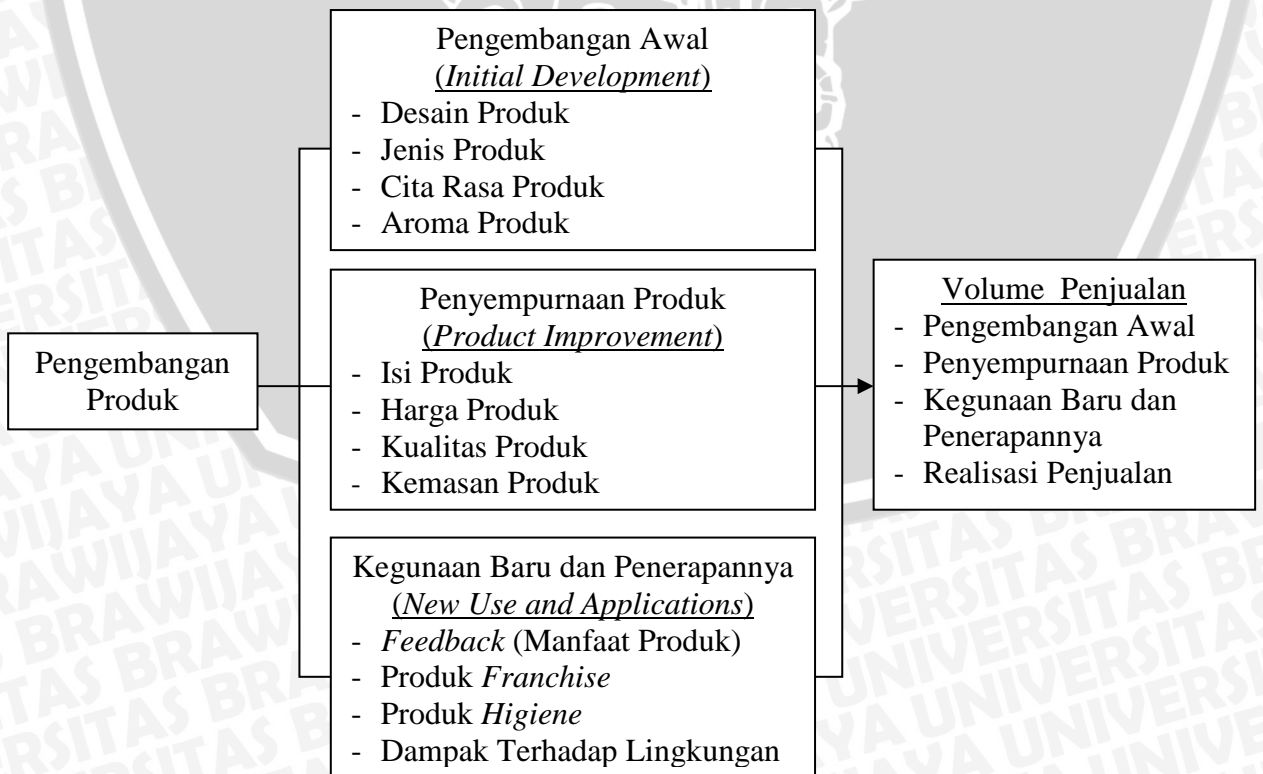 Pengembangan Awal
(Initial Development)
- Desain Produk
- Jenis Produk
- Cita Rasa Produk
- Aroma Produk
Pengembangan
Produk
Penyempurnaan Produk
(Product Improvement)
- Isi Produk
- Harga Produk
- Kualitas Produk
- Kemasan Produk
Kegunaan Baru dan Penerapannya
(New Use and Applications)
- Feedback (Manfaat Produk)
- Produk Franchise
- Produk Higiene
- Dampak Terhadap Lingkungan
Volume Penjualan
- Pengembangan Awal
- Penyempurnaan Produk
- Kegunaan Baru dan
Penerapannya
- Realisasi Penjualan